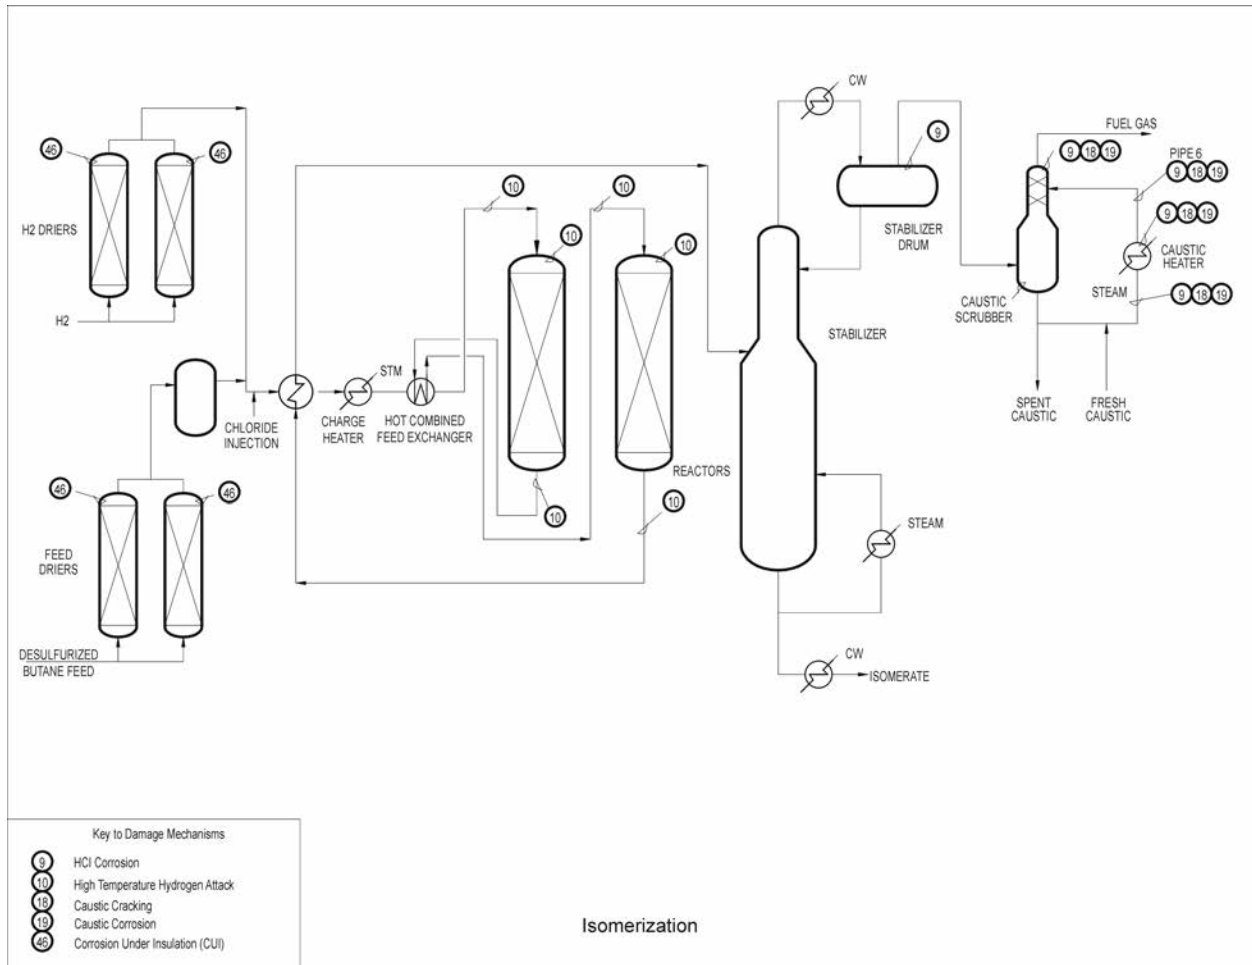 CW
FUEL GAS
9
9 18 19
PIPE 6
9 18 19
46
46
10
10
H2 DRIERS
STABILIZER
DRUM
9 18 19
CAUSTIC
HEATER
10
10
H2
CAUSTIC
SCRUBBER
STEAM
9 18 19
STABILIZER
STM
CHLORIDE
INJECTION
CHARGE
HEATER
HOT COMBINED
FEED EXCHANGER
SPENT
CAUSTIC
FRESH
CAUSTIC
REACTORS
46
46
10
10
STEAM
FEED
DRIERS
DESULFURIZED
BUTANE FEED
CW
ISOMERATE
Key to Damage Mechanisms
9 HCl Corrosion
10 High Temperature Hydrogen Attack
18 Caustic Cracking
19 Caustic Corrosion
46 Corrosion Under Insulation (CUI)
Isomerization